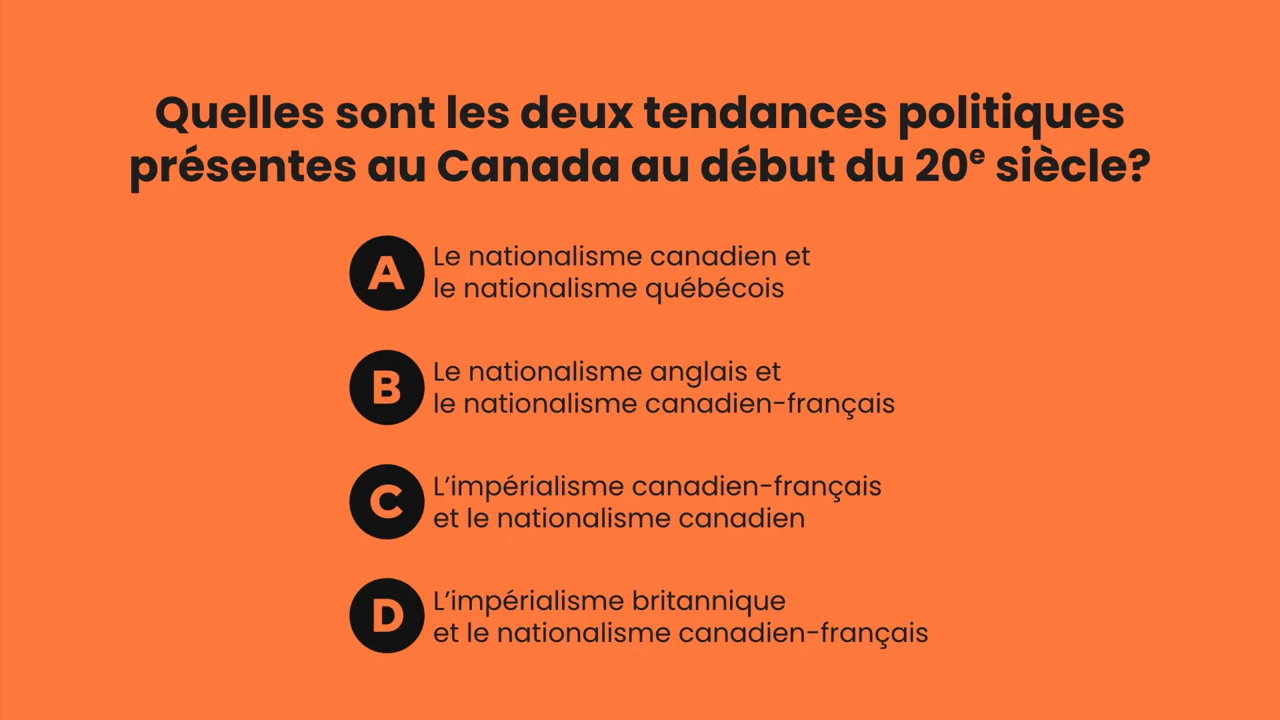 Quelles sont les deux tendances politiques
présentes au Canada au début du 20e siècle?
A
Le nationalisme canadien et
le nationalisme québécois
B
Le nationalisme anglais et
le nationalisme canadien-français
C
L’impérialisme canadien-français
et le nationalisme canadien
D
L’impérialisme britannique
et le nationalisme canadien-français